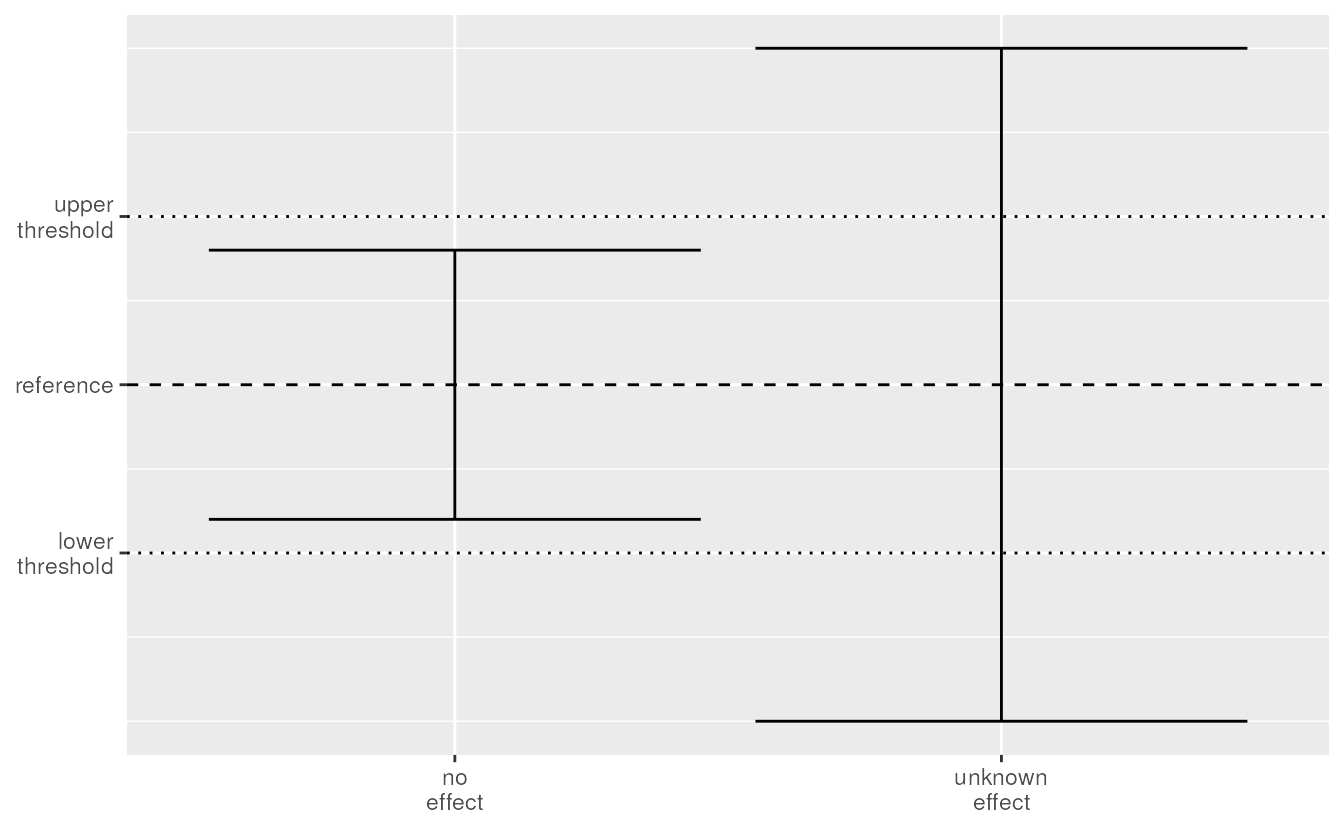 upper
threshold
reference
lower
threshold
no
effect
unknown
effect